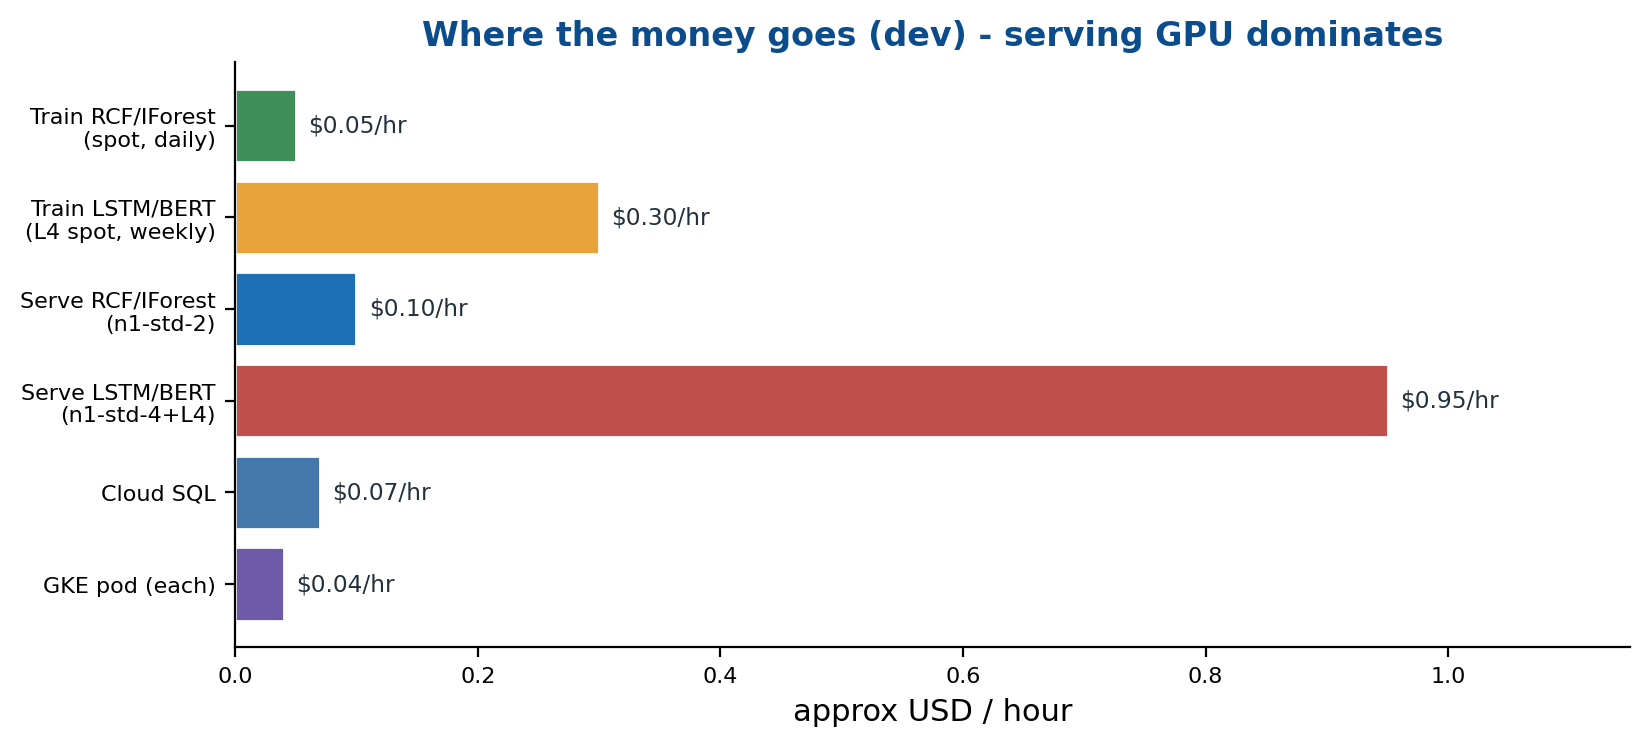 Where the money goes (dev) - serving GPU dominates
Train RCF/IForest
(spot, daily)
$0.05/hr
Train LSTM/BERT
(L4 spot, weekly)
$0.30/hr
Serve RCF/IForest
(n1-std-2)
$0.10/hr
Serve LSTM/BERT
(n1-std-4+L4)
$0.95/hr
Cloud SQL
$0.07/hr
GKE pod (each)
$0.04/hr
0.0 0.2 0.4 0.6 0.8 1.0
approx USD / hour